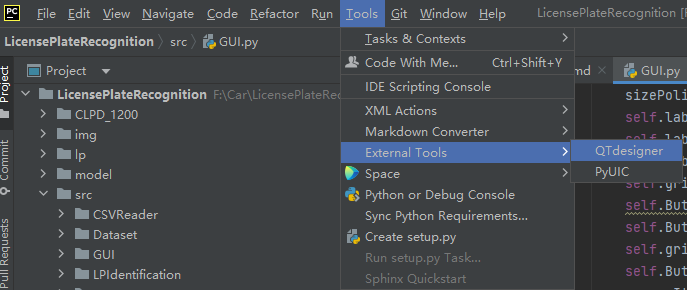 PC File Edit View Navigate Code Refactor Run Tools Git Window Help LicensePlateRecognition [F
LicensePlateRecognition src GUI.py
Project
Project
LicensePlateRecognition F:\Car\LicensePlateRec
CLPD_1200
img
lp
model
src
CSVReader
Dataset
GUI
LPIdentification
Commit
Pull Requests
Tasks & Contexts
Code With Me... Ctrl+Shift+Y
IDE Scripting Console
XML Actions
Markdown Converter
External Tools
Space
Python or Debug Console
Sync Python Requirements...
Create setup.py
Run setup.py Task...
Sphinx Quickstart
QTdesigner
PyUIC
md GUI.py
sizePoli
self.lab
self.lab
self.gri
self.But
self.But
self.gri
self.But